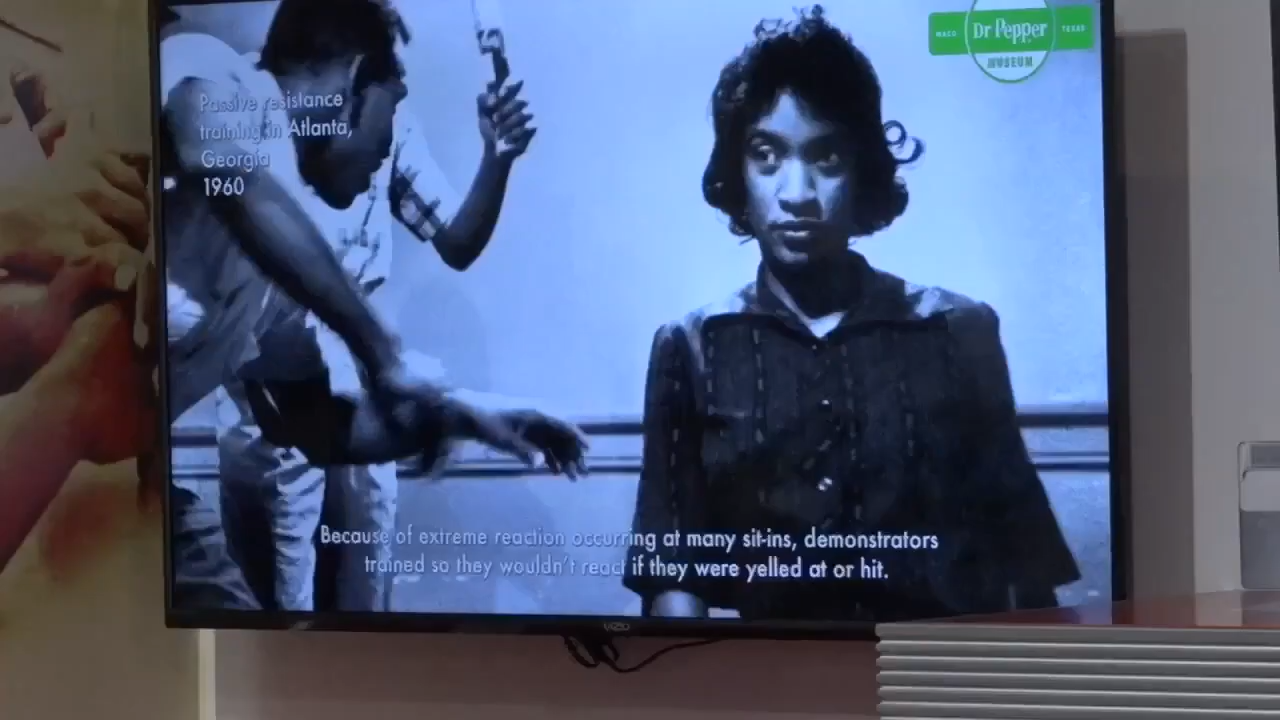 WACO
Dr Pepper
TEXAS
MUSEUM
Passive resistance
training in Atlanta,
Georgia
1960
Because of extreme reaction occurring at many sit-ins, demonstrators
trained so they wouldn't react if they were yelled at or hit.
VIZIO